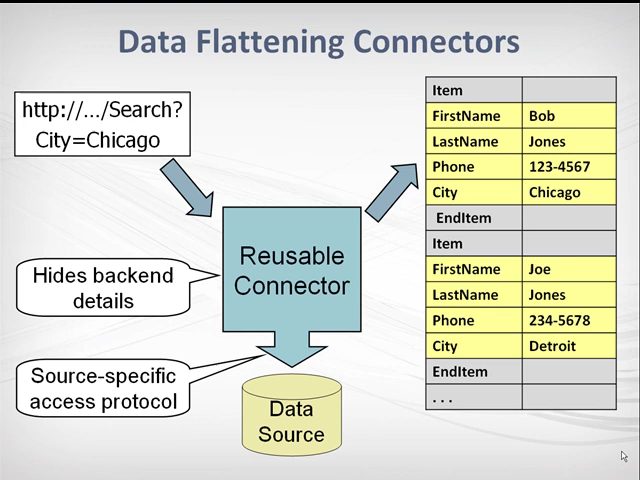 Data Flattening Connectors
http://.../Search?
City=Chicago
Reusable
Connector
Hides backend
details
Source-specific
access protocol
Data
Source
Item
FirstName Bob
LastName Jones
Phone 123-4567
City Chicago
EndItem
Item
FirstName Joe
LastName Jones
Phone 234-5678
City Detroit
EndItem
. . .